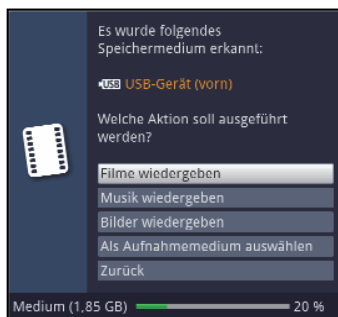 Es wurde folgendes
Speichermedium erkannt:
USB USB-Gerät (vorn)
Welche Aktion soll ausgeführt
werden?
Filme wiedergeben
Musik wiedergeben
Bilder wiedergeben
Als Aufnahmemedium auswählen
Zurück
Medium (1,85 GB) 20 %